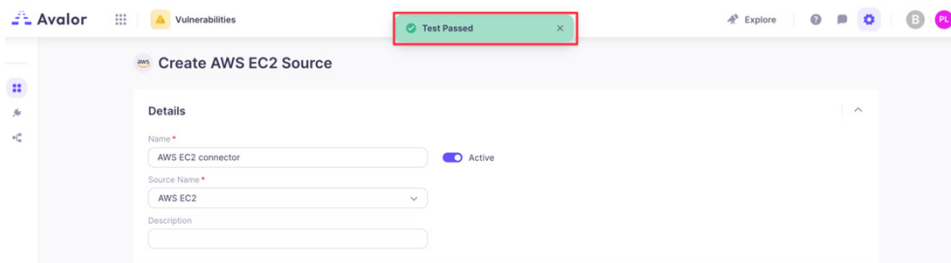 Avalor
Vulnerabilities
Test Passed
Explore
B
PL
aws
Create AWS EC2 Source
Details
Name*
AWS EC2 connector
Active
Source Name*
AWS EC2
Description